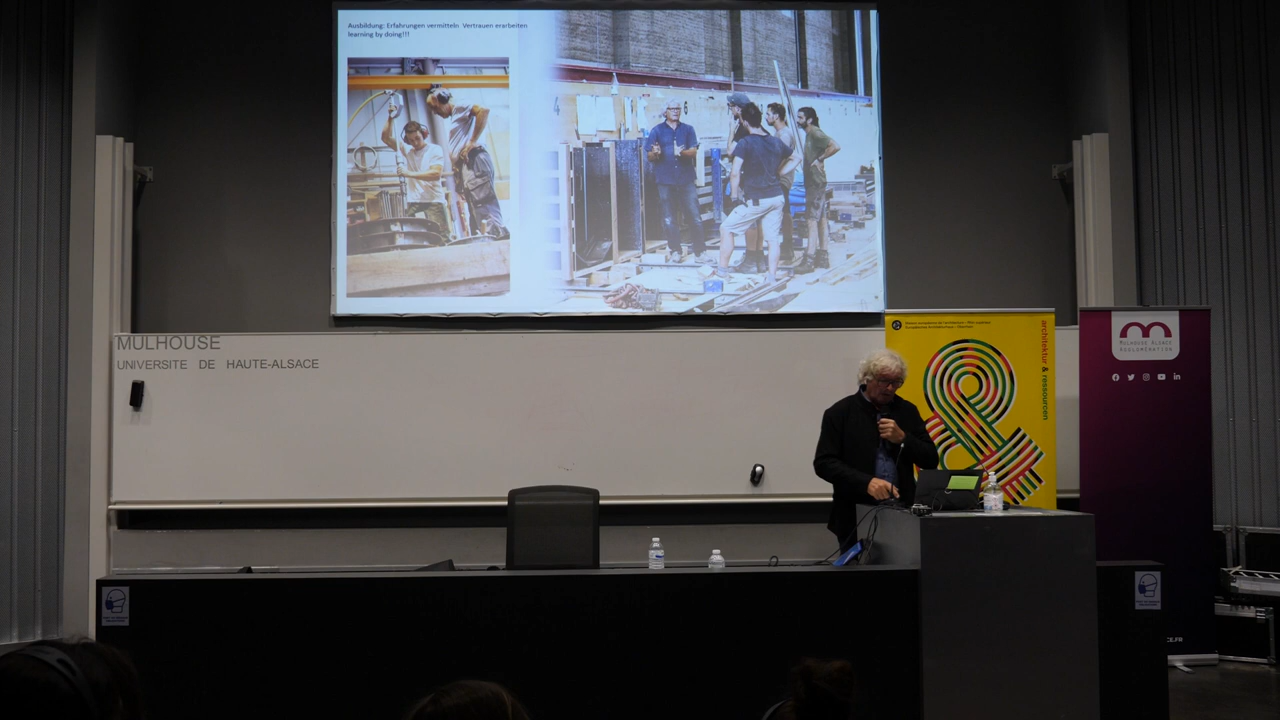 Ausbildung: Erfahrungen vermitteln Vertrauen erarbeiten
learning by doing!!!
MULHOUSE
UNIVERSITE DE HAUTE-ALSACE
architektur & ressourcen
MULHOUSE ALSACE
AGGLOMÉRATION